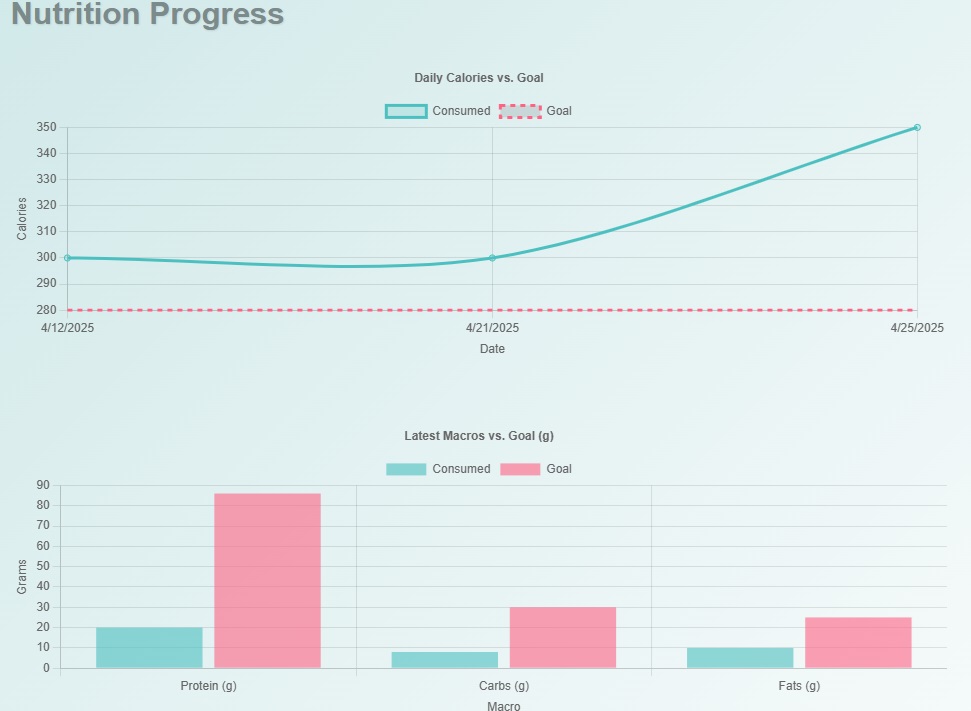 Nutrition Progress
Daily Calories vs. Goal
Consumed Goal
350
340
330
320
310
300
290
280
Calories
4/12/2025 4/21/2025 4/25/2025
Date
Latest Macros vs. Goal (g)
Consumed Goal
90
80
70
60
50
40
30
20
10
0
Grams
Protein (g) Carbs (g) Fats (g)
Macro